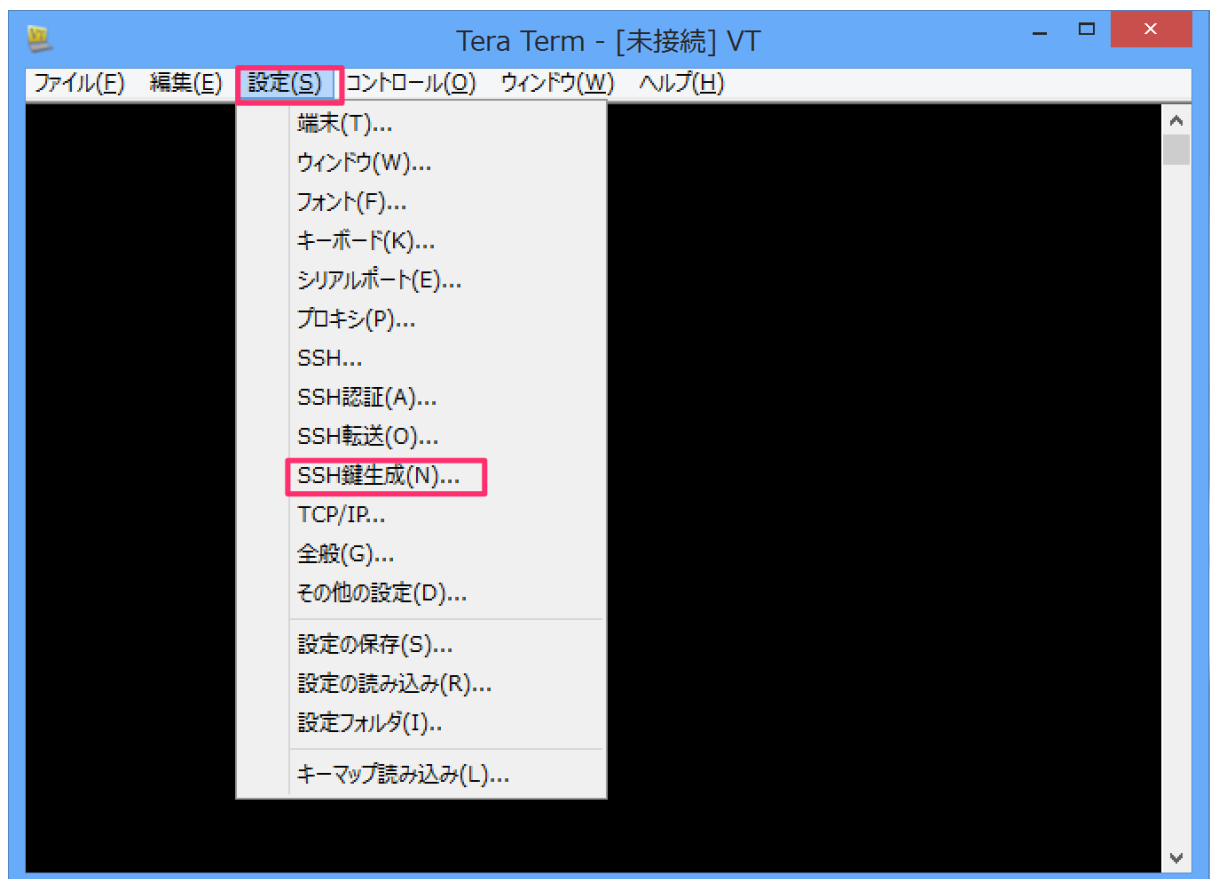 Tera Term - [未接続] VT
ファイル(F) 編集(E) 設定(S) コントロール(O) ウィンドウ(W) ヘルプ(H)
端末(T)...
ウィンドウ(W)...
フォント(F)...
キーボード(K)...
シリアルポート(E)...
プロキシ(P)...
SSH...
SSH認証(A)...
SSH転送(O)...
SSH鍵生成(N)...
TCP/IP...
全般(G)...
その他の設定(D)...
設定の保存(S)...
設定の読み込み(R)...
設定フォルダ(I)..
キーマップ読み込み(L)...